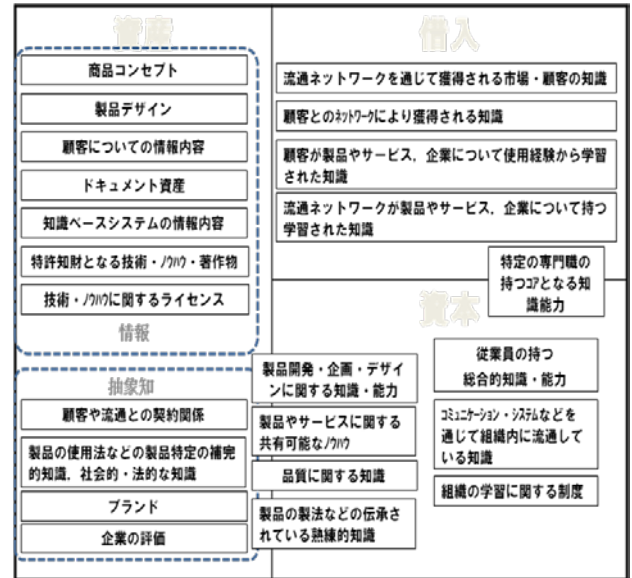 資産
商品コンセプト
製品デザイン
顧客についての情報内容
ドキュメント資産
知識ベースシステムの情報内容
特許知財となる技術・ノウハウ・著作物
技術・ノウハウに関するライセンス
情報
抽象知
顧客や流通との契約関係
製品の使用法などの製品特定の補完
的知識，社会的・法的な知識
ブランド
企業の評価
借入
流通ネットワークを通じて獲得される市場・顧客の知識
顧客とのネットワークにより獲得される知識
顧客が製品やサービス，企業について使用経験から学習
された知識
流通ネットワークが製品やサービス，企業について持つ
学習された知識
特定の専門職の
持つコアとなる知
識能力
資本
製品開発・企画・デザイ
ンに関する知識・能力
製品やサービスに関する
共有可能なノウハウ
品質に関する知識
製品の製法などの伝承さ
れている熟練的知識
従業員の持つ
総合的知識・能力
コミュニケーション・システムなどを
通じて組織内に流通して
いる知識
組織の学習に関する制度